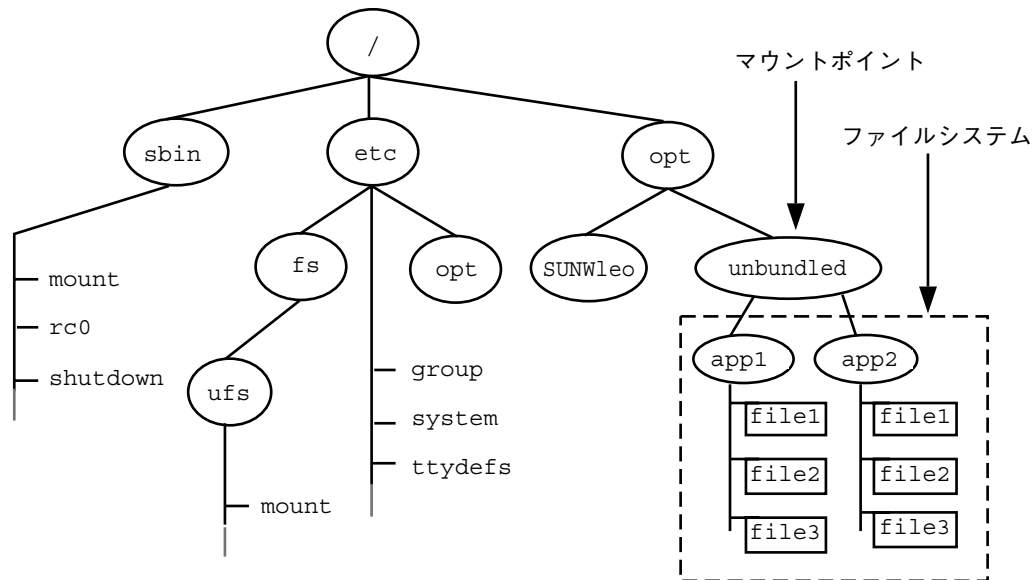 /
マウントポイント
ファイルシステム
sbin
etc
opt
mount
rc0
shutdown
fs
opt
SUNWleo
unbundled
ufs
group
system
ttydefs
mount
app1
app2
file1
file1
file2
file2
file3
file3